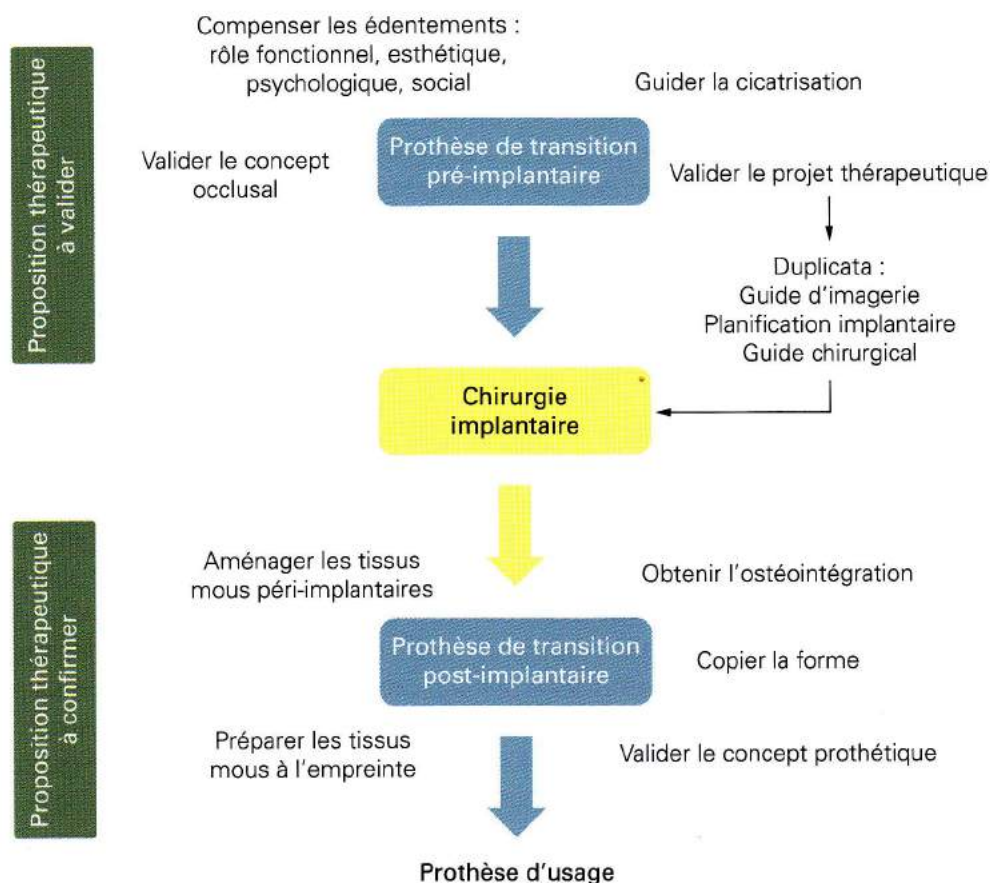 Proposition thérapeutique
à valider
Compenser les édentements :
rôle fonctionnel, esthétique,
psychologique, social
Guider la cicatrisation
Prothèse de transition
pré-implantaire
Valider le concept
occlusal
Valider le projet thérapeutique
Duplicata :
Guide d'imagerie
Planification implantaire
Guide chirurgical
Chirurgie
implantaire
Proposition thérapeutique
à confirmer
Aménager les tissus
mous péri-implantaires
Obtenir l'ostéointégration
Prothèse de transition
post-implantaire
Copier la forme
Préparer les tissus
mous à l'empreinte
Valider le concept prothétique
Prothèse d'usage